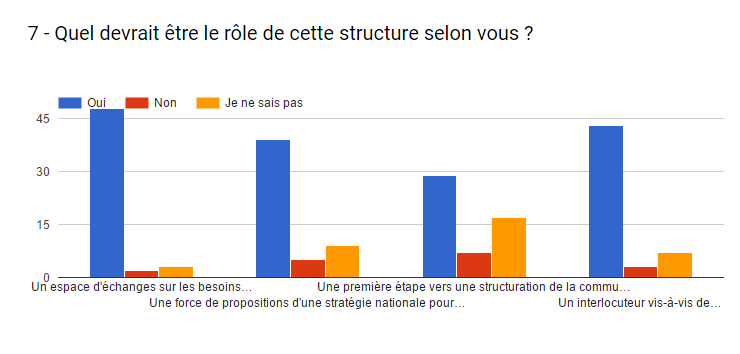 7 - Quel devrait être le rôle de cette structure selon vous ?
Oui Non Je ne sais pas
45
30
15
0
Un espace d'échanges sur les besoins… Une première étape vers une structuration de la commu…
Une force de propositions d'une stratégie nationale pour… Un interlocuteur vis-à-vis de…